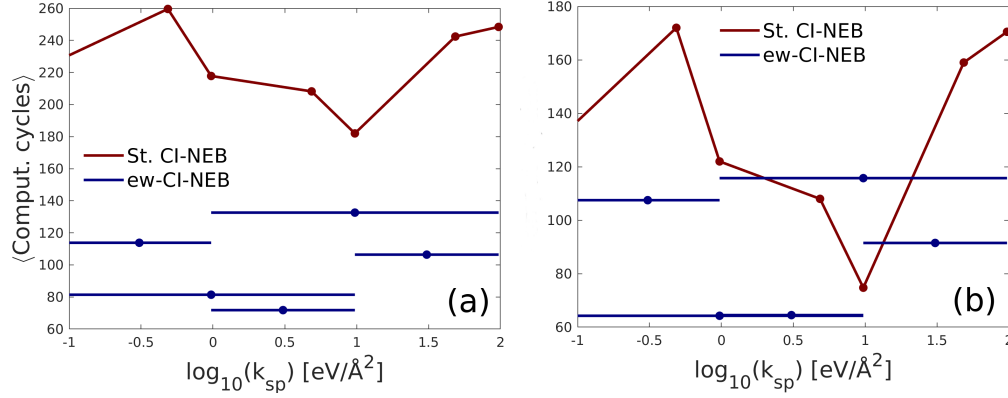 260
240
220
200
180
160
140
120
100
80
60
⟨Comput. cycles⟩
St. CI-NEB
ew-CI-NEB
(a)
-1 -0.5 0 0.5 1 1.5 2
log10(ksp) [eV/Å2]
180
160
140
120
100
80
60
St. CI-NEB
ew-CI-NEB
(b)
-1 -0.5 0 0.5 1 1.5 2
log10(ksp) [eV/Å2]